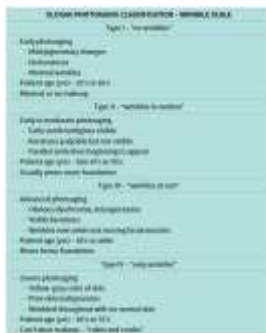 GLOGAU PHOTOAGING CLASSIFICATION - WRINKLE SCALE
Type I - "no wrinkles"
Early photoaging
- Mild pigmentary changes
- No keratoses
- Minimal wrinkles
Patient age (yrs) - 20's or 30's
Minimal or no makeup
Type II - "wrinkles in motion"
Early to moderate photoaging
- Early senile lentigines visible
- Keratoses palpable but not visible
- Parallel smile lines beginning to appear
Patient age (yrs) - late 30's or 40's
Usually wears some foundation
Type III - "wrinkles at rest"
Advanced photoaging
- Obvious dyschromia, telangiectasias
- Visible keratoses
- Wrinkles even when not moving
Patient age (yrs) - 50's or older
Always heavy foundation
Type IV - "only wrinkles"
Severe photoaging
- Yellow-gray color of skin
- Prior skin malignancies
- Wrinkled throughout with no normal skin
Patient age (yrs) - 60's or 70's
Can't wear makeup - "cakes and cracks"